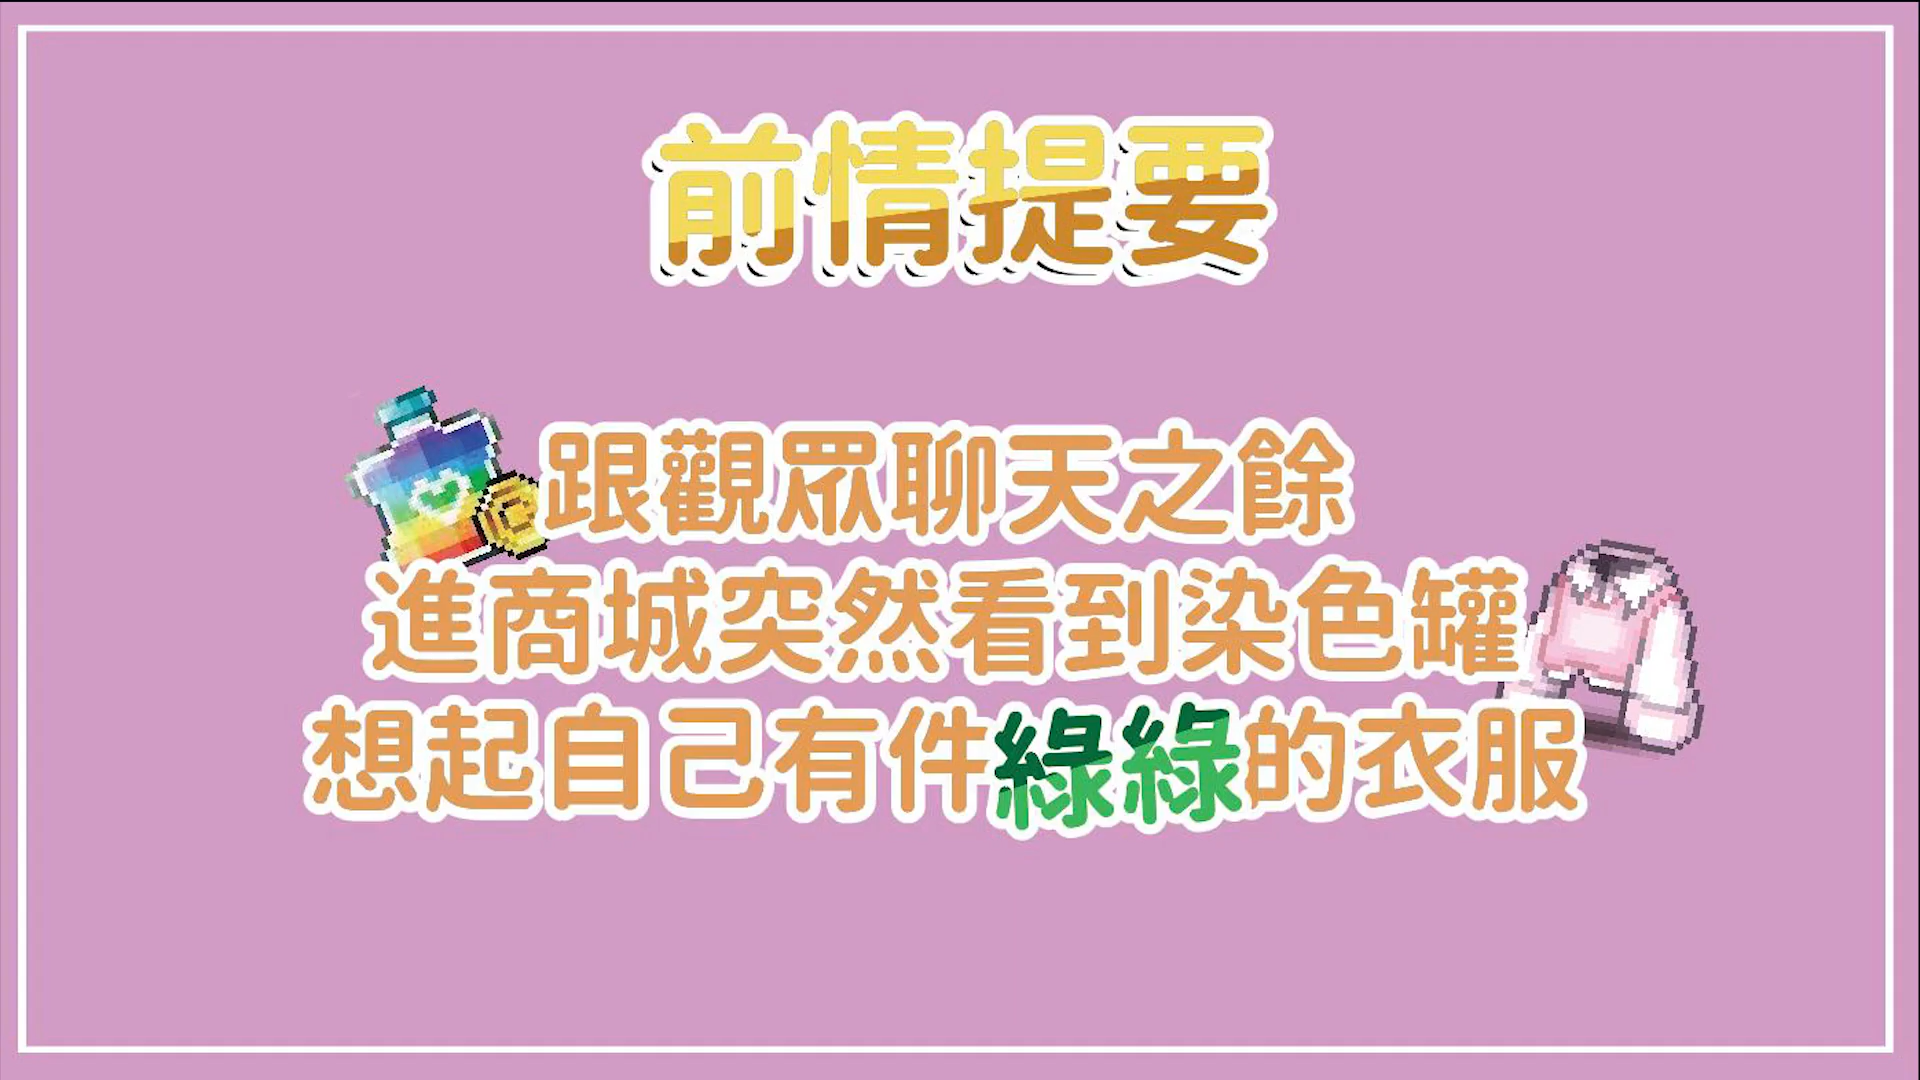 前情提要
跟觀眾聊天之餘
進商城突然看到染色罐
想起自己有件綠綠的衣服